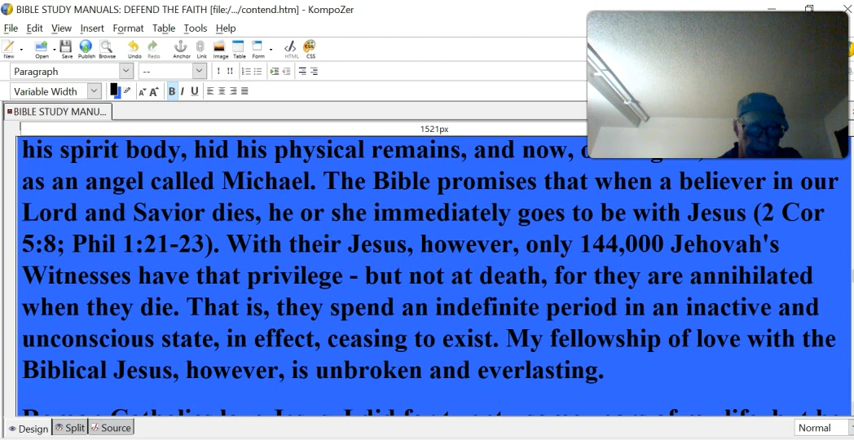 BIBLE STUDY MANUALS: DEFEND THE FAITH [file:/.../contend.htm] - KompoZer
File Edit View Insert Format Table Tools Help
New Open Save Publish Browse Undo Redo Anchor Link Image Table Form HTML CSS
Paragraph --
Variable Width B I U
BIBLE STUDY MANU...
1521px
his spirit body, hid his physical remains, and now,
as an angel called Michael. The Bible promises that when a believer in our
Lord and Savior dies, he or she immediately goes to be with Jesus (2 Cor
5:8; Phil 1:21-23). With their Jesus, however, only 144,000 Jehovah's
Witnesses have that privilege - but not at death, for they are annihilated
when they die. That is, they spend an indefinite period in an inactive and
unconscious state, in effect, ceasing to exist. My fellowship of love with the
Biblical Jesus, however, is unbroken and everlasting.
Design Split Source Normal